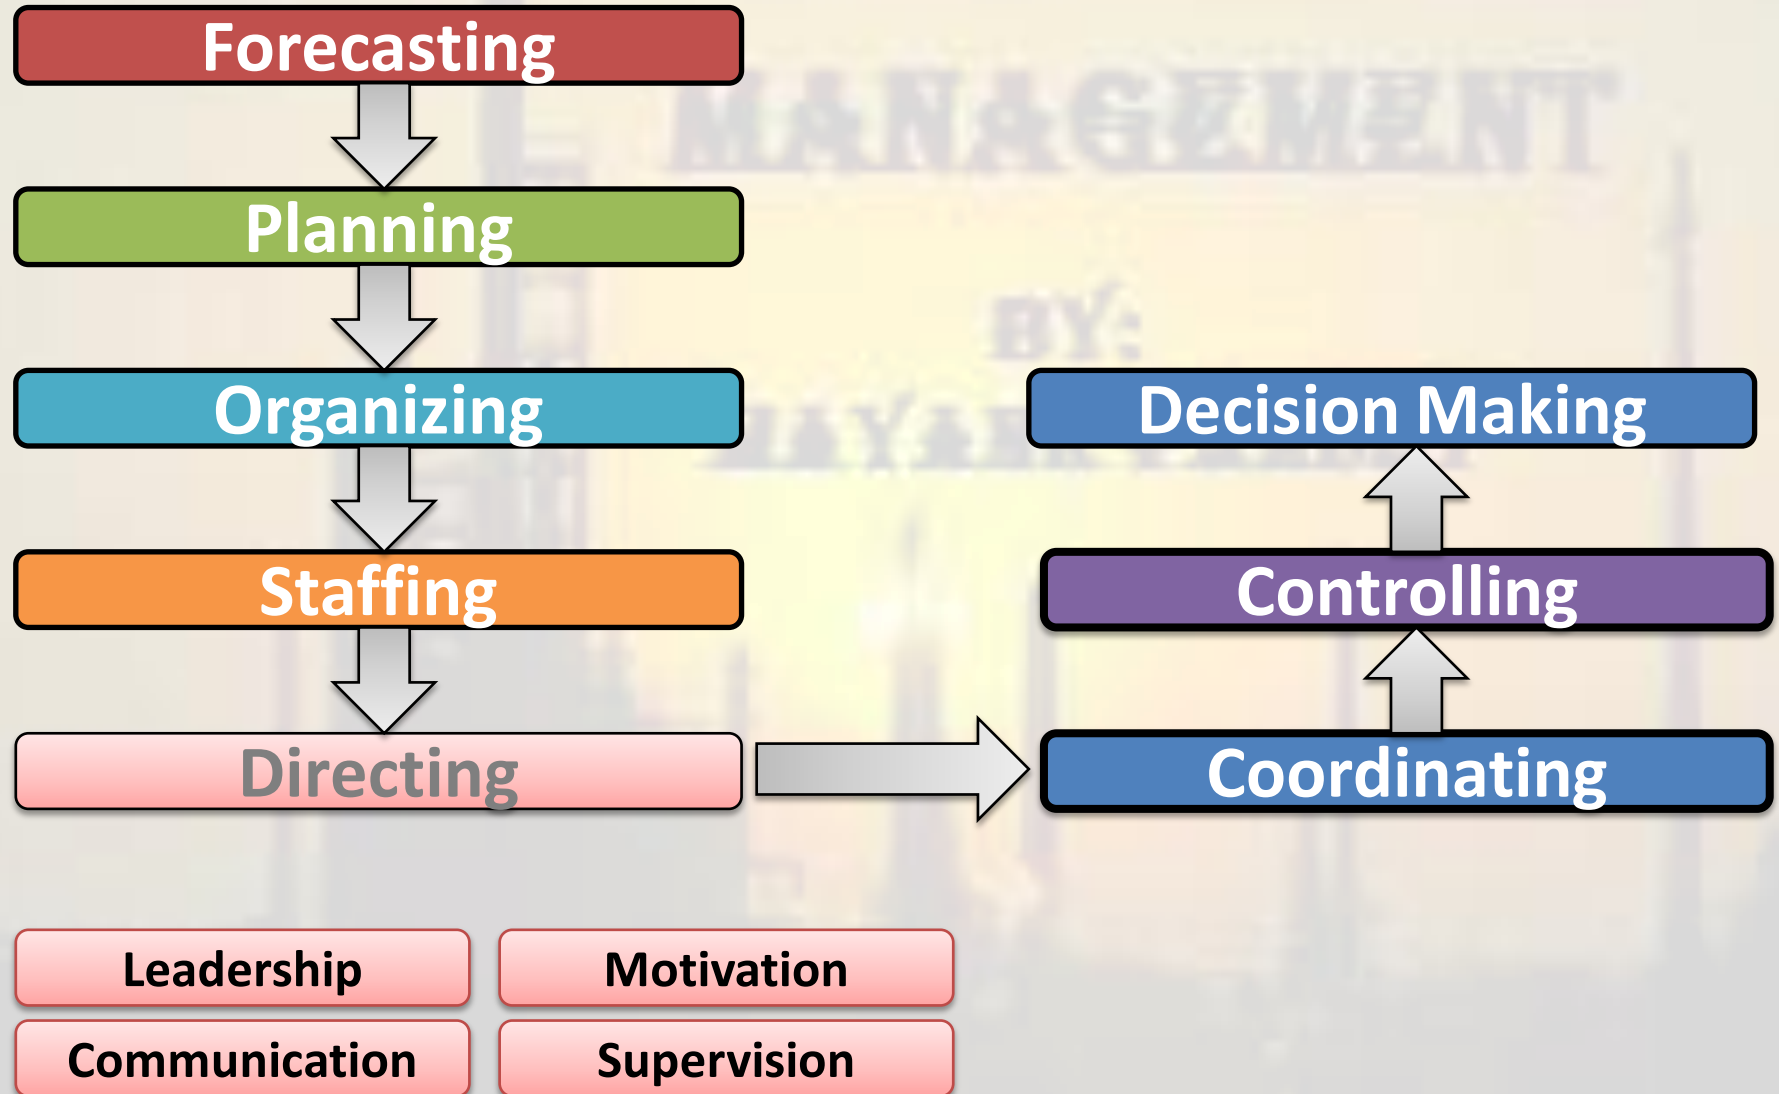 Forecasting
Planning
Organizing
Staffing
Directing
Coordinating
Controlling
Decision Making
Leadership
Motivation
Communication
Supervision
MANAGEMENT
BY: